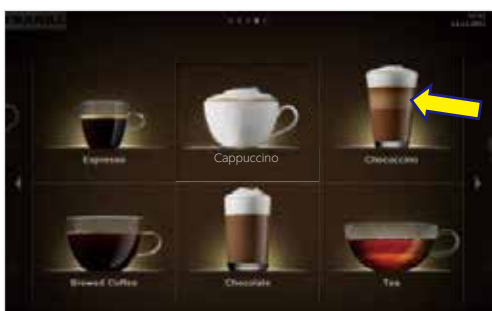 Espresso
Cappuccino
Chococcino
Brewed Coffee
Chocolate
Tea